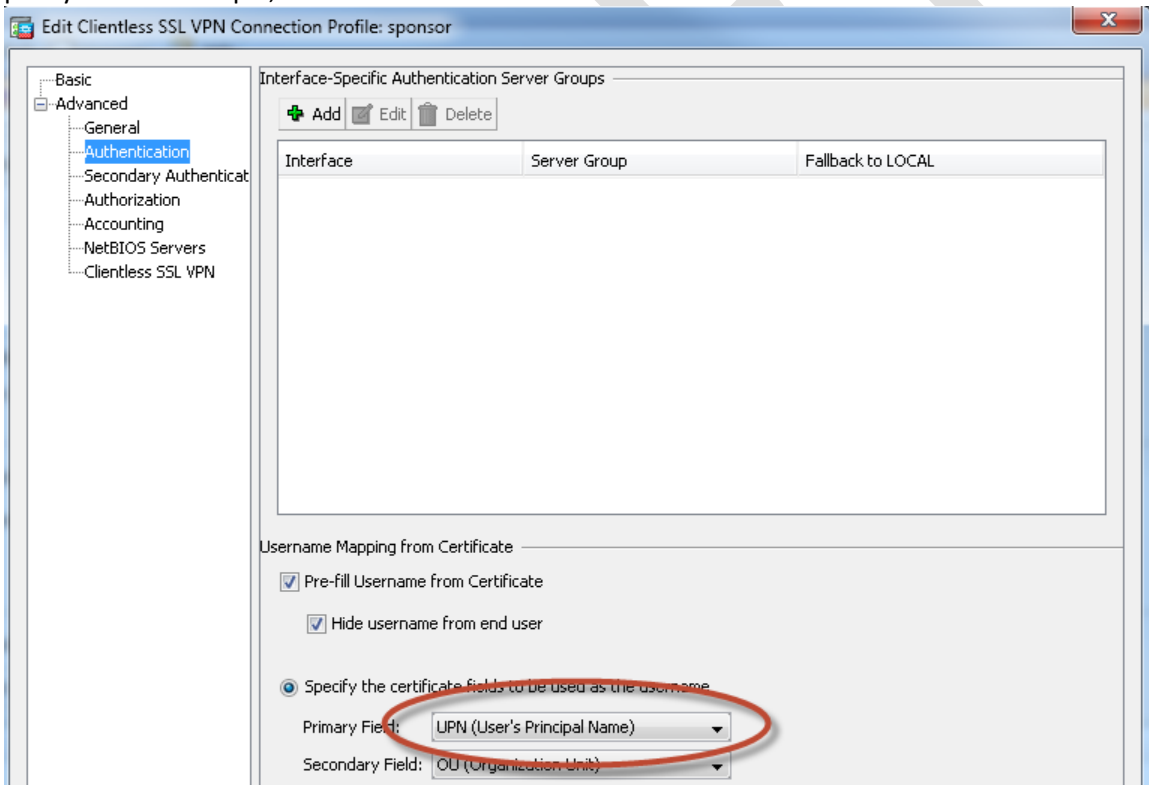 Edit Clientless SSL VPN Connection Profile: sponsor
Basic
Advanced
General
Authentication
Secondary Authenticat
Authorization
Accounting
NetBIOS Servers
Clientless SSL VPN
Interface-Specific Authentication Server Groups
Add Edit Delete
Interface Server Group Fallback to LOCAL
Username Mapping from Certificate
Pre-fill Username from Certificate
Hide username from end user
Specify the certificate fields to be used as the username
Primary Field: UPN (User's Principal Name)
Secondary Field: OU (Organization Unit)